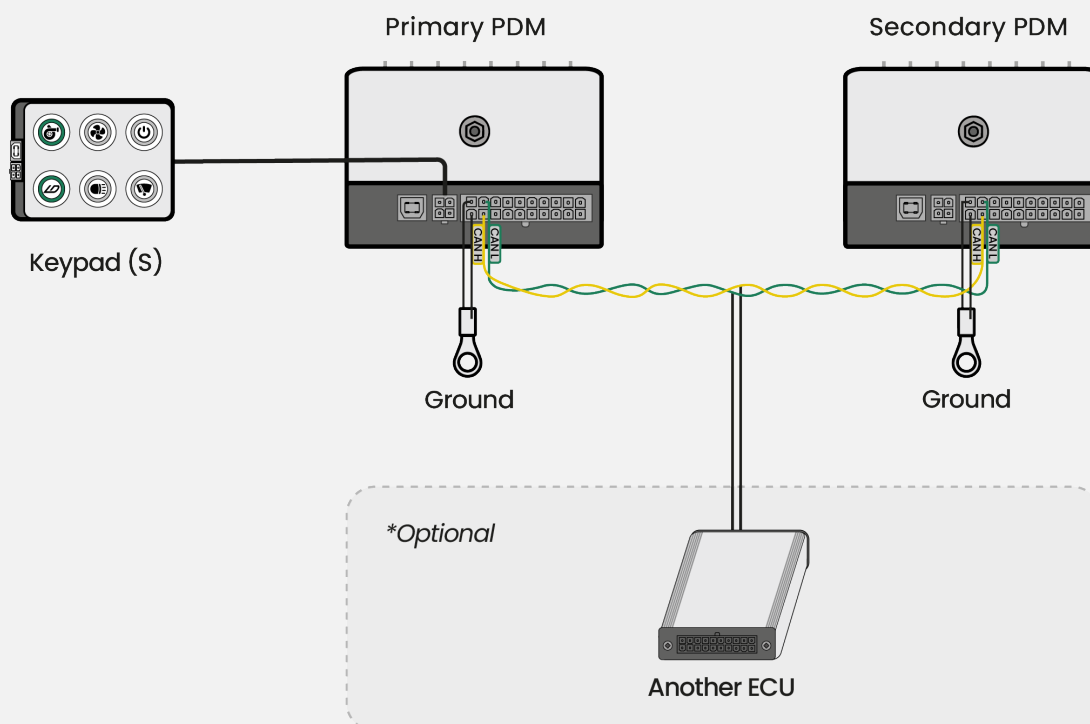 Primary PDM
Secondary PDM
Keypad (S)
CAN H
CAN L
CAN H
CAN L
Ground
Ground
*Optional
Another ECU